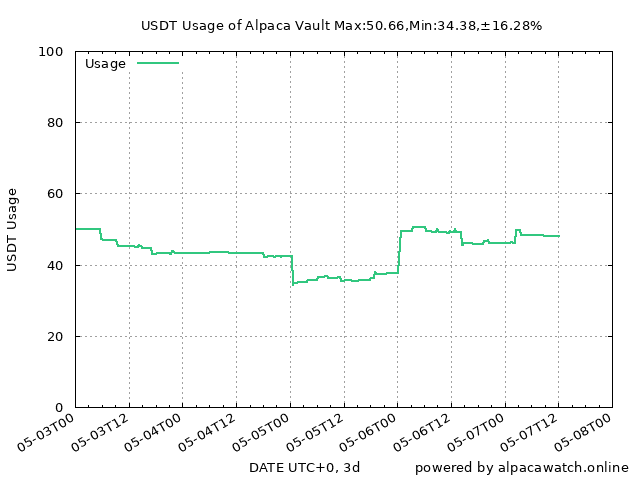 USDT Usage of Alpaca Vault Max:50.66,Min:34.38,±16.28%
100
Usage
80
60
USDT Usage
40
20
0
05-03T00
05-03T12
05-04T00
05-04T12
05-05T00
05-05T12
05-06T00
05-06T12
05-07T00
05-07T12
05-08T00
DATE UTC+0, 3d
powered by alpacawatch.online